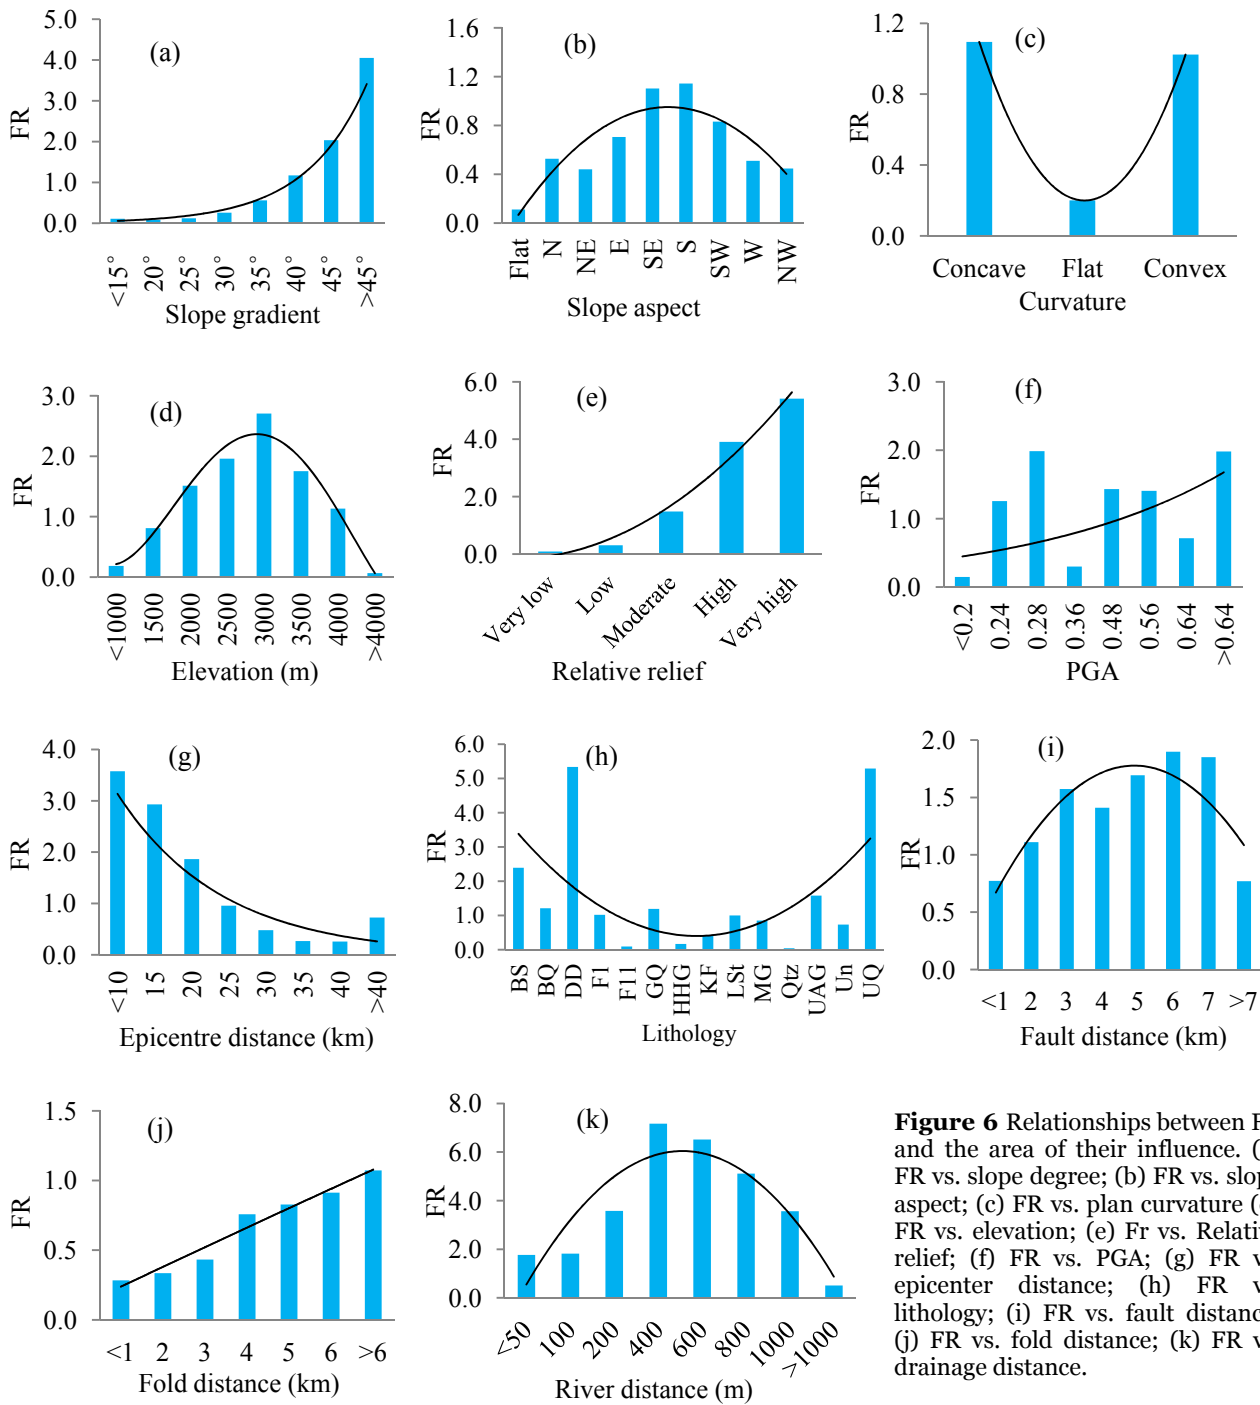 5.0
4.0
3.0
2.0
1.0
0.0
FR
(a)
<15°
20°
25°
30°
35°
40°
45°
>45°
Slope gradient
1.6
1.2
0.8
0.4
0.0
FR
(b)
Flat
N
NE
E
SE
S
SW
W
NW
Slope aspect
1.2
0.8
0.4
0.0
FR
(c)
Concave Flat Convex
Curvature
3.0
2.0
1.0
0.0
FR
(d)
<1000
1500
2000
2500
3000
3500
4000
>4000
Elevation (m)
6.0
4.0
2.0
0.0
FR
(e)
Very low
Low
Moderate
High
Very high
Relative relief
3.0
2.0
1.0
0.0
FR
(f)
<0.2
0.24
0.28
0.36
0.48
0.56
0.64
>0.64
PGA
4.0
3.0
2.0
1.0
0.0
FR
(g)
<10
15
20
25
30
35
40
>40
Epicentre distance (km)
6.0
5.0
4.0
3.0
2.0
1.0
0.0
FR
(h)
BS
BQ
DD
F1
F11
GQ
HHG
KF
LSt
MG
Qtz
UAG
Un
UQ
Lithology
2.0
1.5
1.0
0.5
0.0
FR
(i)
<1 2 3 4 5 6 7 >7
Fault distance (km)
1.5
1.0
0.5
0.0
FR
(j)
<1 2 3 4 5 6 >6
Fold distance (km)
8.0
6.0
4.0
2.0
0.0
FR
(k)
<50
100
200
400
600
800
1000
>1000
River distance (m)
Figure 6 Relationships between
and the area of their influence.
FR vs. slope degree; (b) FR vs.
aspect; (c) FR vs. plan curvature
FR vs. elevation; (e) Fr vs.
relief; (f) FR vs. PGA; (g) FR
epicenter distance; (h) FR
lithology; (i) FR vs. fault
(j) FR vs. fold distance; (k) FR
drainage distance.